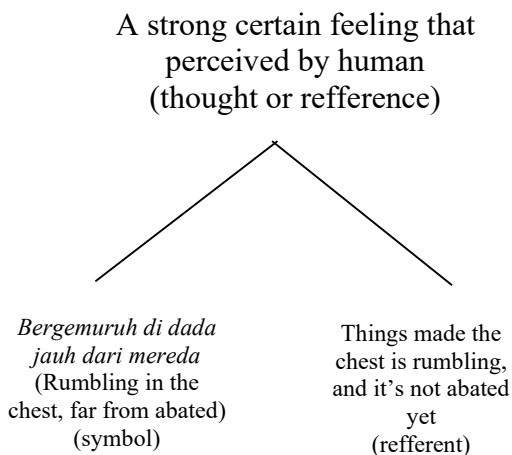 A strong certain feeling that
perceived by human
(thought or refference)
Bergemuruh di dada
jauh dari mereda
(Rumbling in the
chest, far from abated)
(symbol)
Things made the
chest is rumbling,
and it's not abated
yet
(refferent)